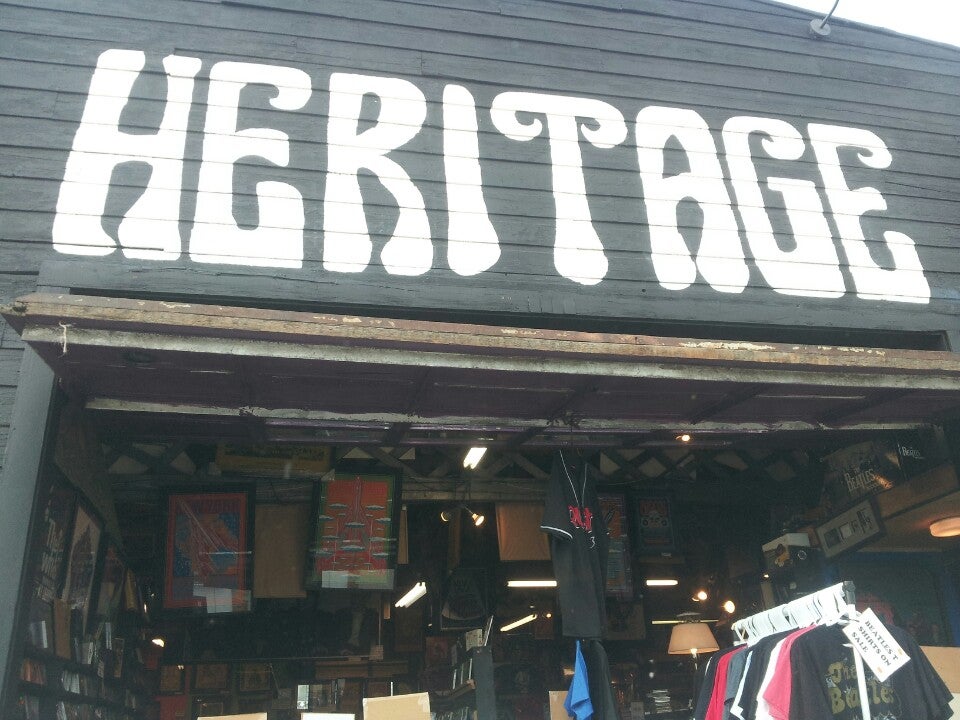 HERITAGE
BEATLES
BEATLES
BEATLES T
SHIRTS ON
SALE
The